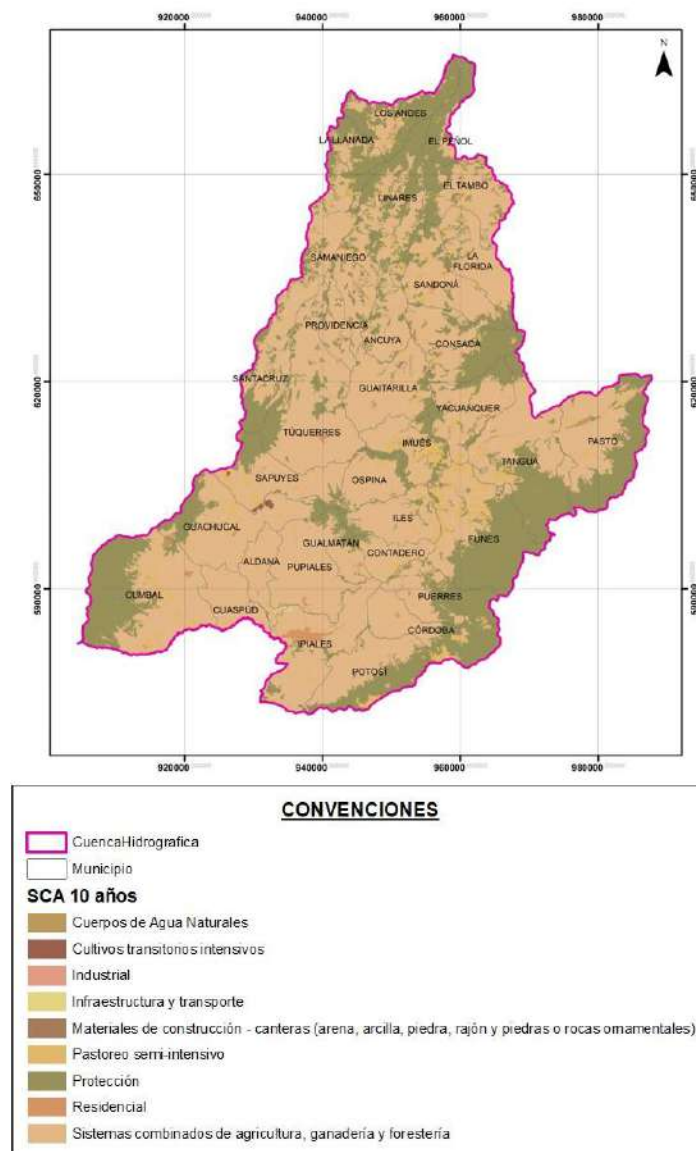 920000 940000 960000 980000
N
LOS ANDES
LA LLANADA
EL PEÑOL
EL TAMBO
LINARES
SAMANIEGO
LA
FLORIDA
SANDONÁ
PROVIDENCIA
ANCUYA
CONSADA
SANTACRUZ
GUAITARILLA
620000
YACUANQUER
TÚQUERRES
IMUÉS
PASTO
TANGUA
SAPUYES
OSPINA
ILES
GUACHUCAL
FUNES
GUALMATÁN
CONTADERO
ALDANA
PUPIALES
CUMBAL
PUERRES
CUASPÚD
CÓRDOBA
IPIALES
POTOSÍ
920000 940000 960000 980000
CONVENCIONES
CuencaHidrografica
Municipio
SCA 10 años
Cuerpos de Agua Naturales
Cultivos transitorios intensivos
Industrial
Infraestructura y transporte
Materiales de construcción - canteras (arena, arcilla, piedra, rajón y piedras o rocas ornamentales)
Pastoreo semi-intensivo
Protección
Residencial
Sistemas combinados de agricultura, ganadería y forestería